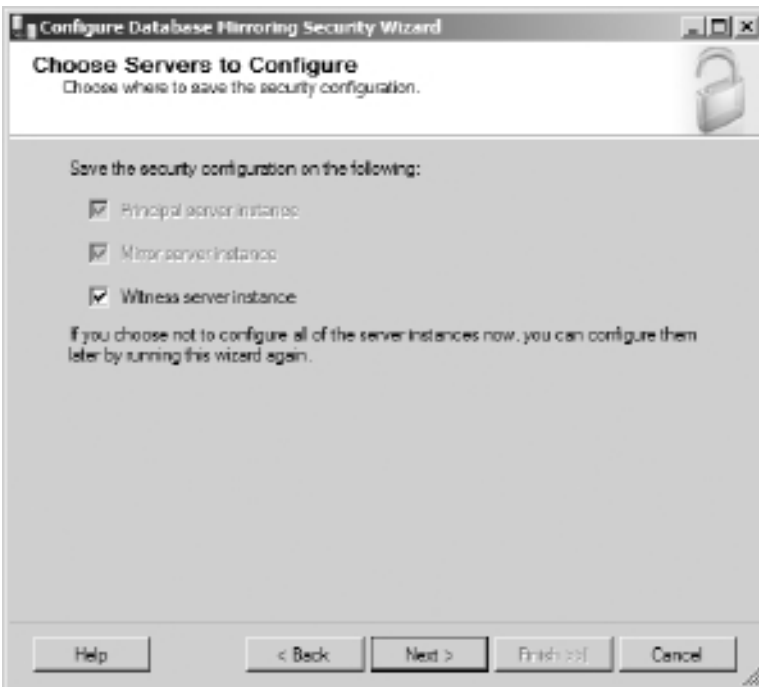 Configure Database Mirroring Security Wizard
Choose Servers to Configure
Choose where to save the security configuration.
Save the security configuration on the following:
Principal server instance
Mirror server instance
Witness server instance
If you choose not to configure all of the server instances now, you can configure them
later by running this wizard again.
Help
< Back
Next >
Finish >>|
Cancel